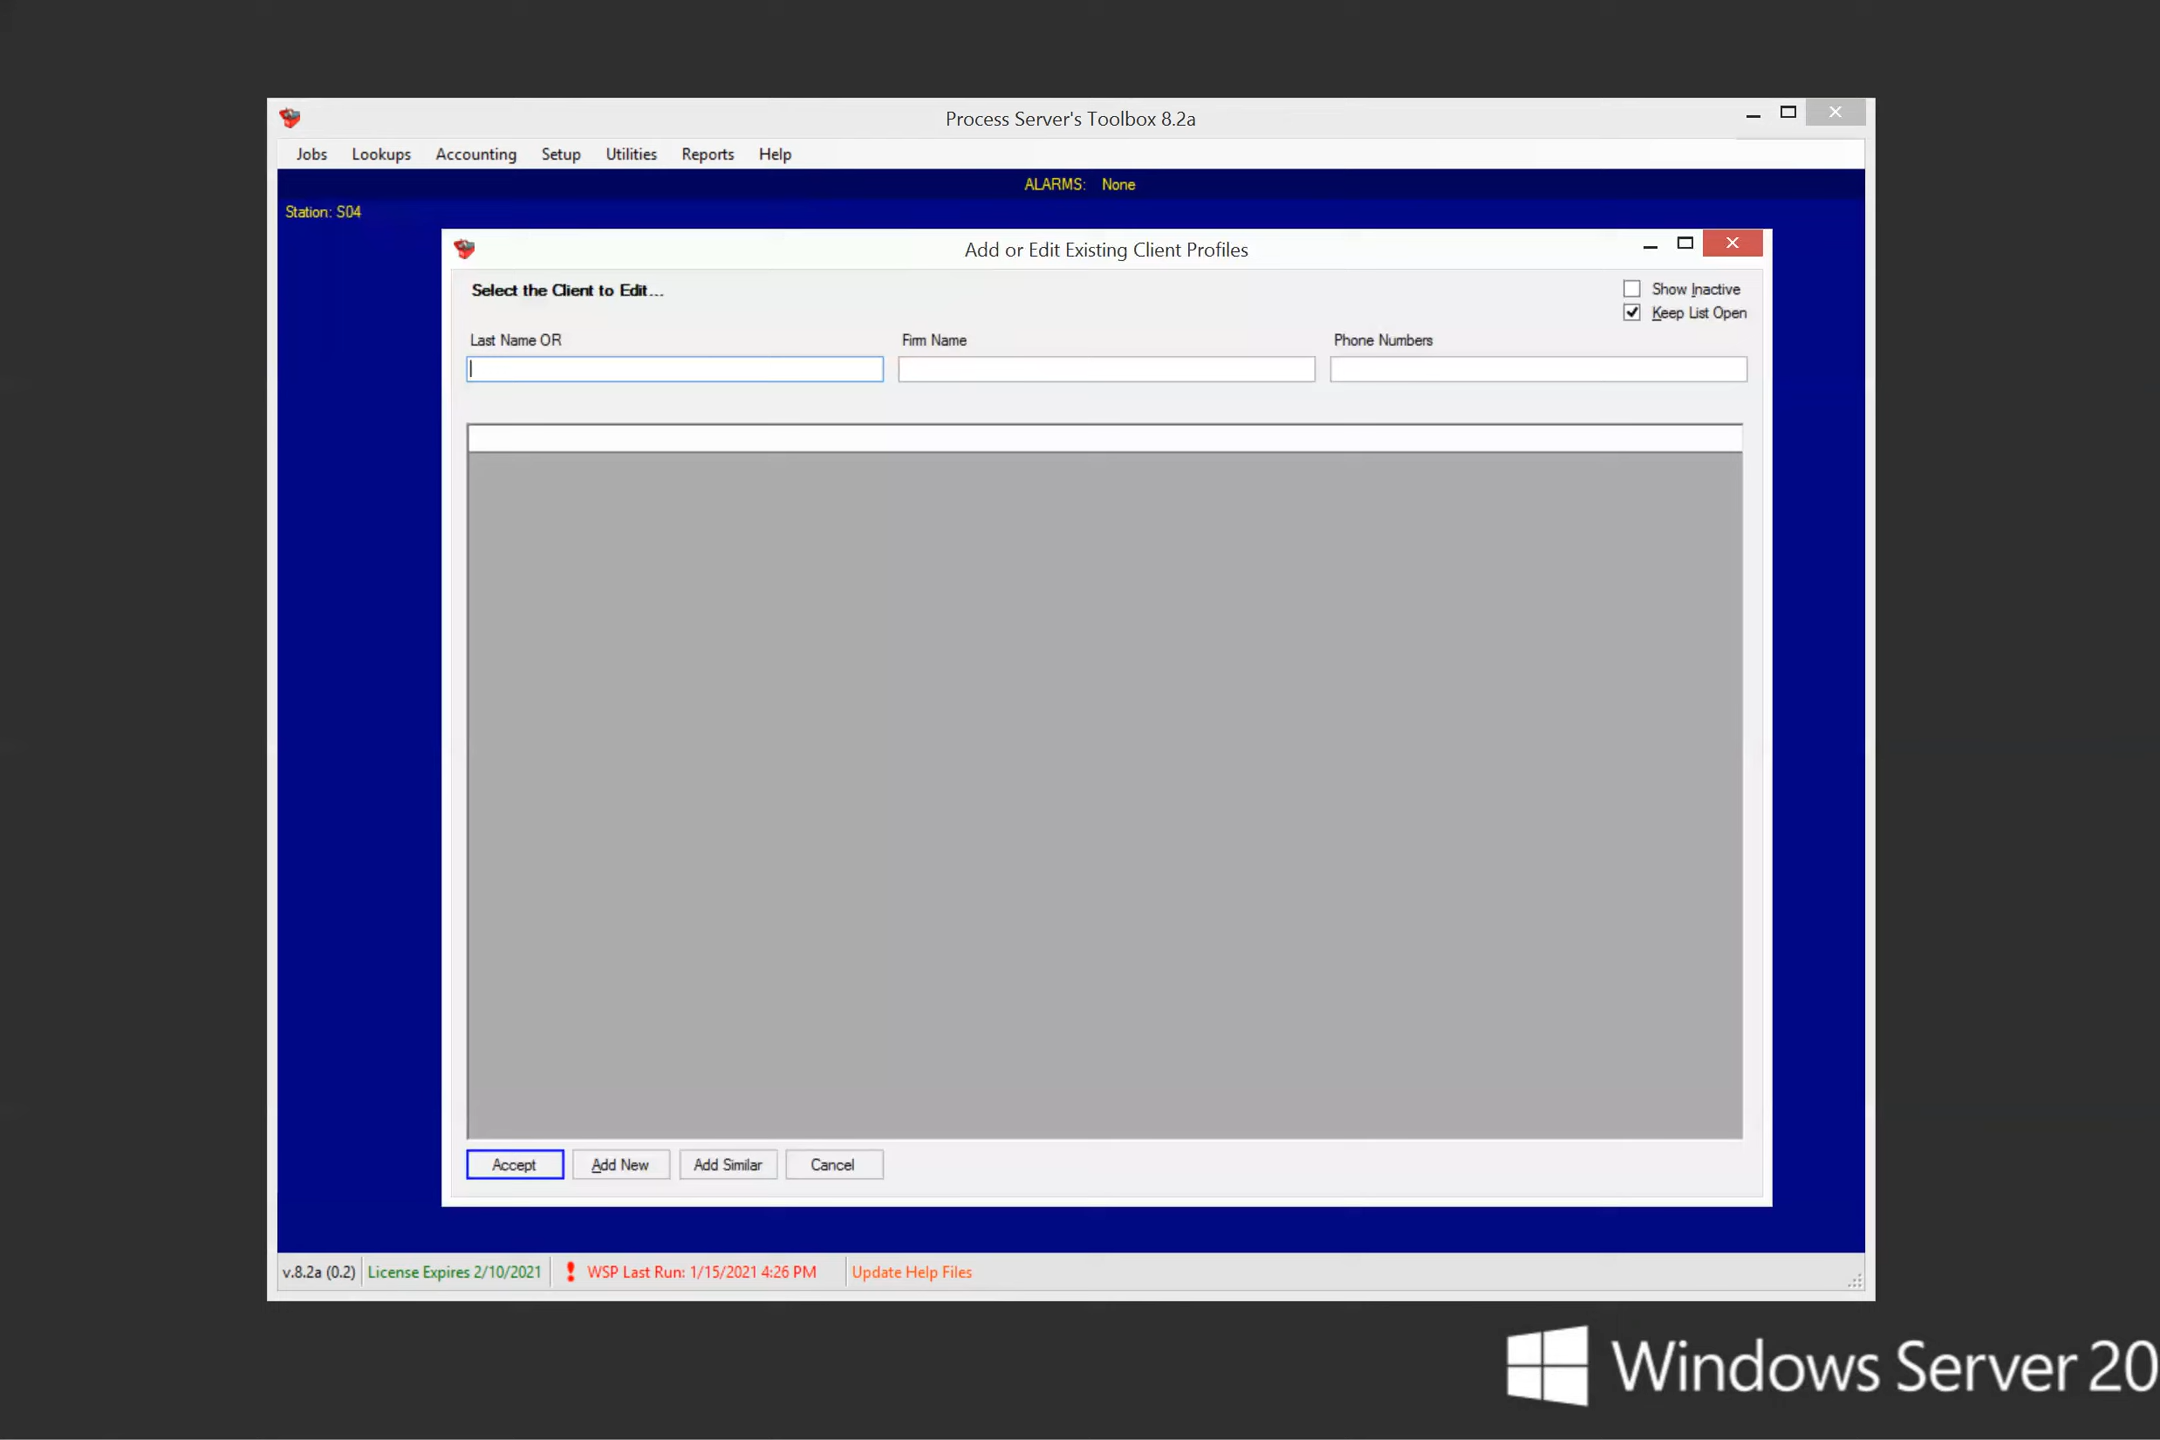 Process Server's Toolbox 8.2a
Jobs Lookups Accounting Setup Utilities Reports Help
ALARMS: None
Station: S04
Add or Edit Existing Client Profiles
Select the Client to Edit...
Show Inactive
Keep List Open
Last Name OR Firm Name Phone Numbers
Accept Add New Add Similar Cancel
v.8.2a (0.2) License Expires 2/10/2021 WSP Last Run: 1/15/2021 4:26 PM Update Help Files
Windows Server 20